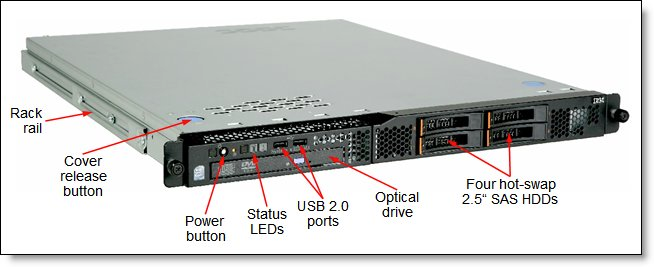 IBM
Rack
rail
Cover
release
button
DVD
Power
button
Status
LEDs
USB 2.0
ports
Optical
drive
Four hot-swap
2.5“ SAS HDDs